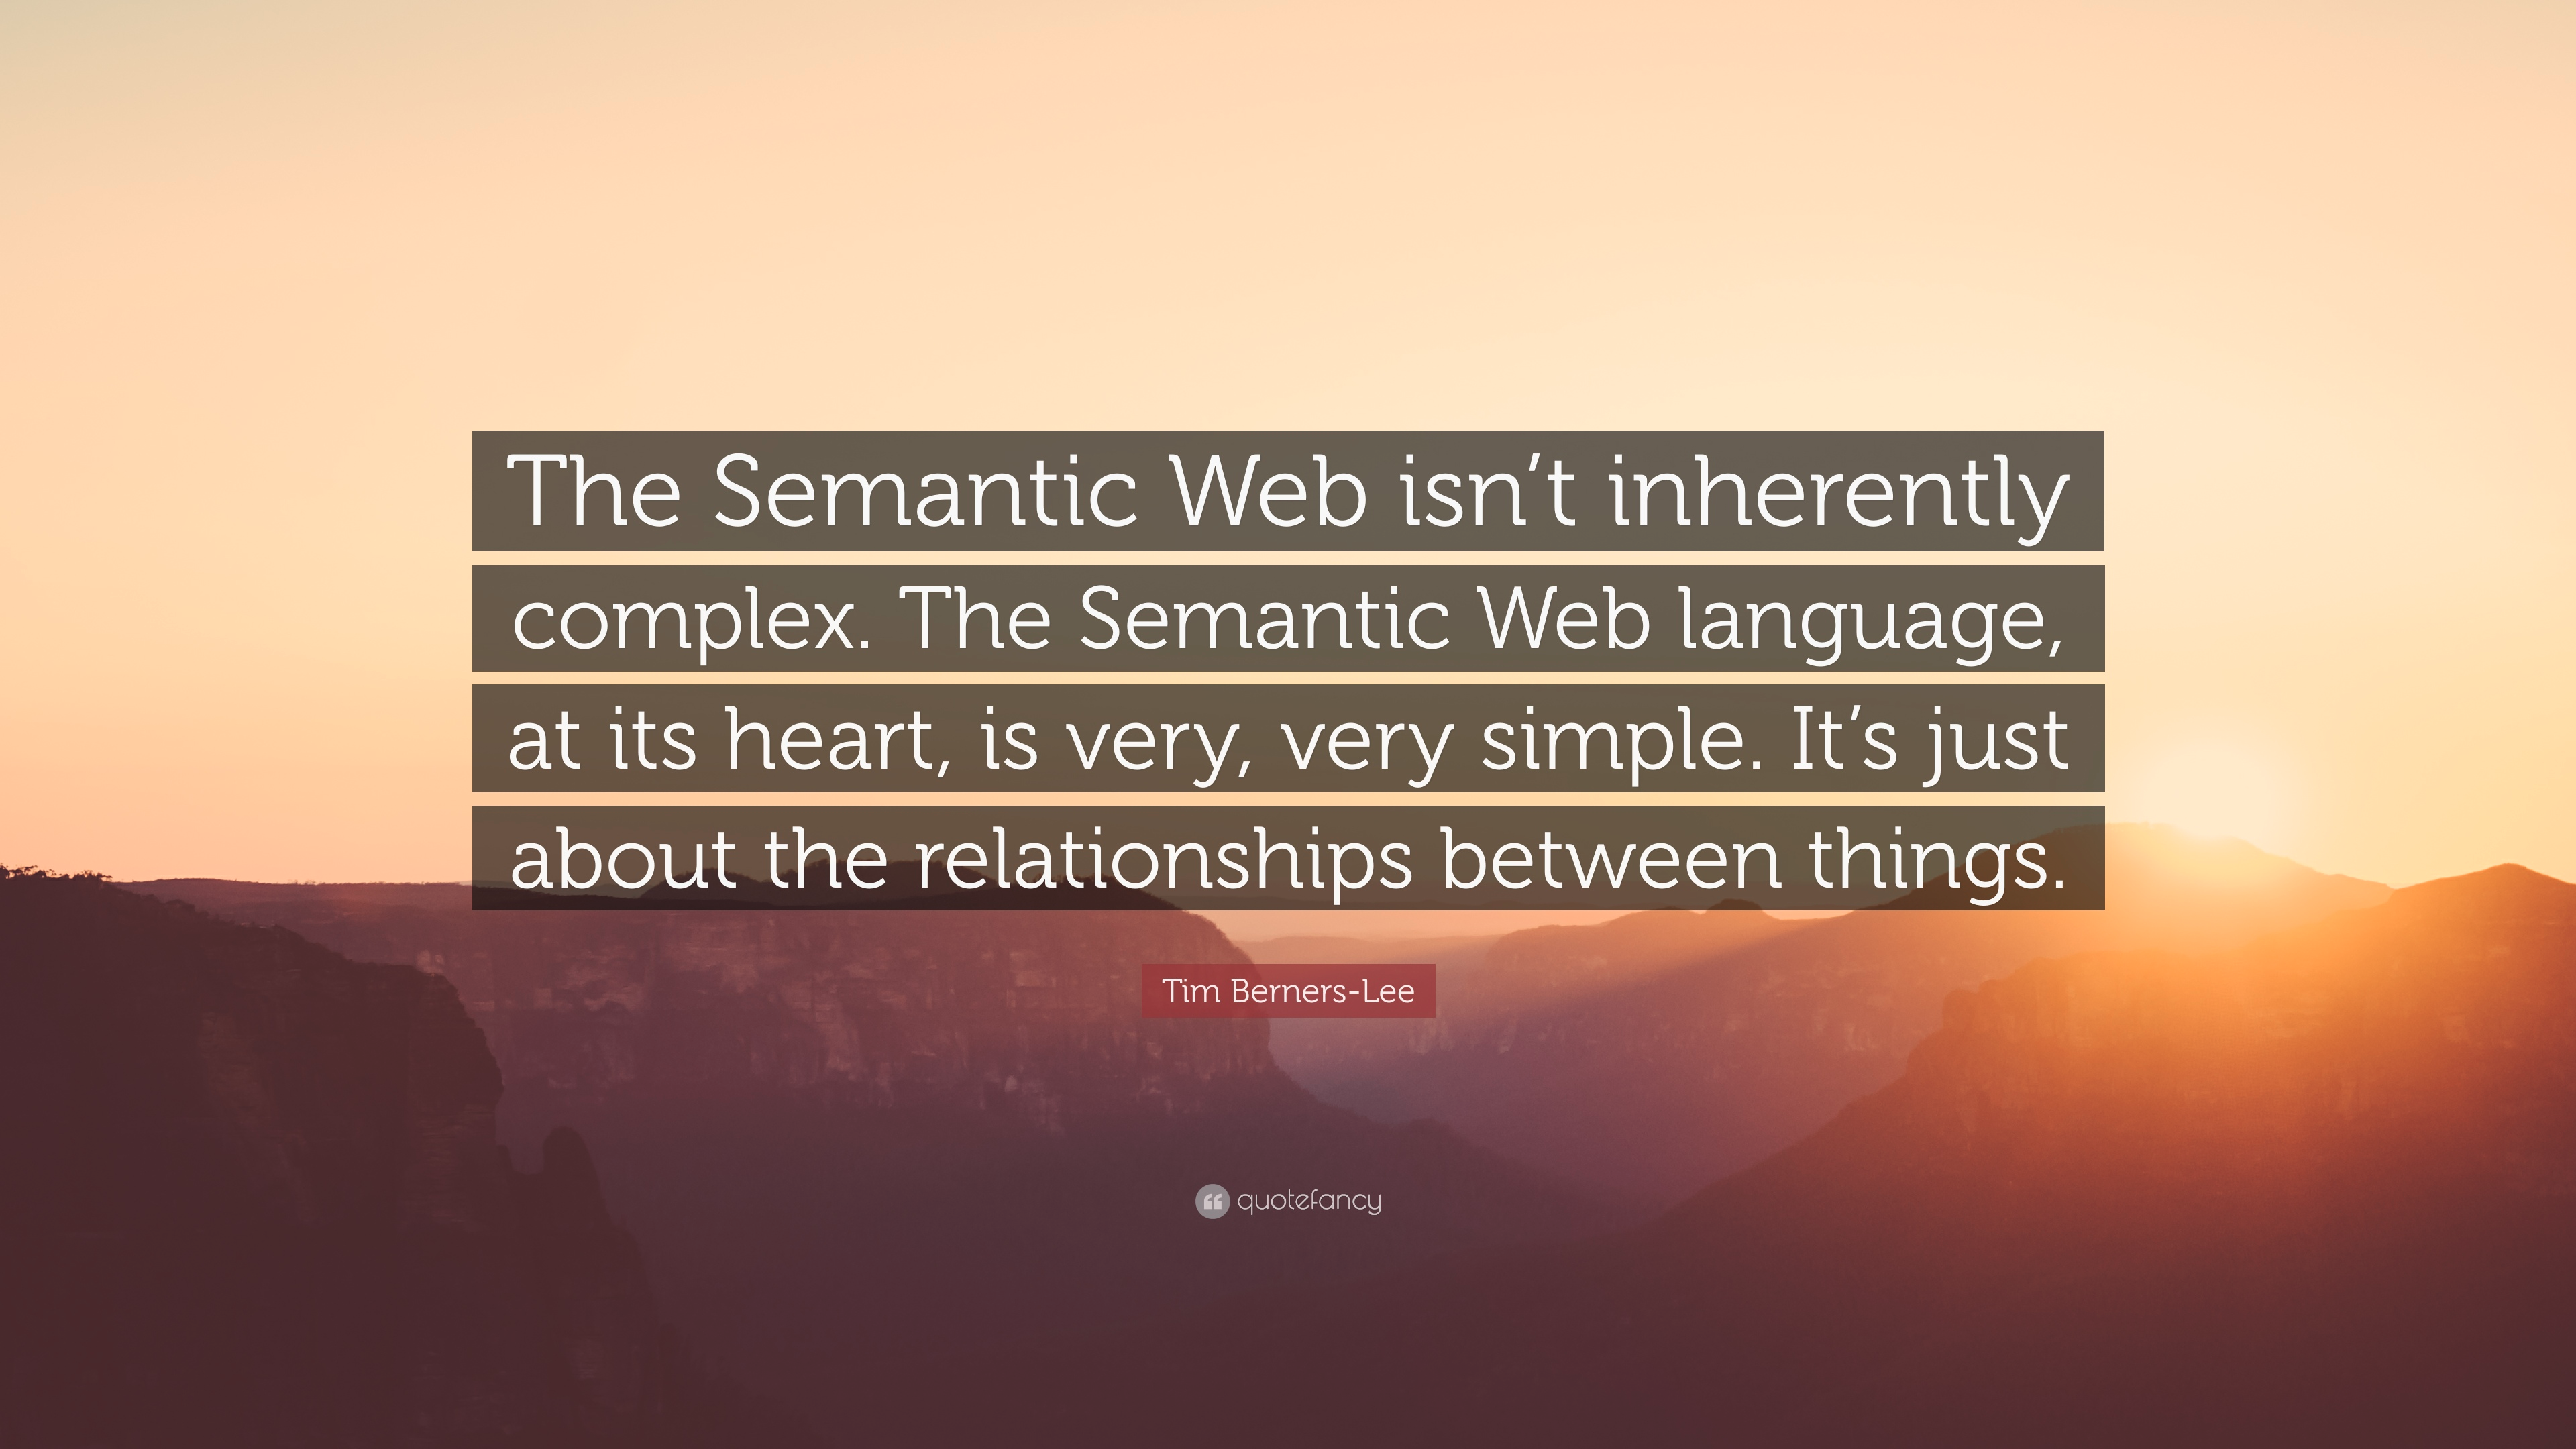 The Semantic Web isn’t inherently
complex. The Semantic Web language,
at its heart, is very, very simple. It’s just
about the relationships between things.
Tim Berners-Lee
quotefancy